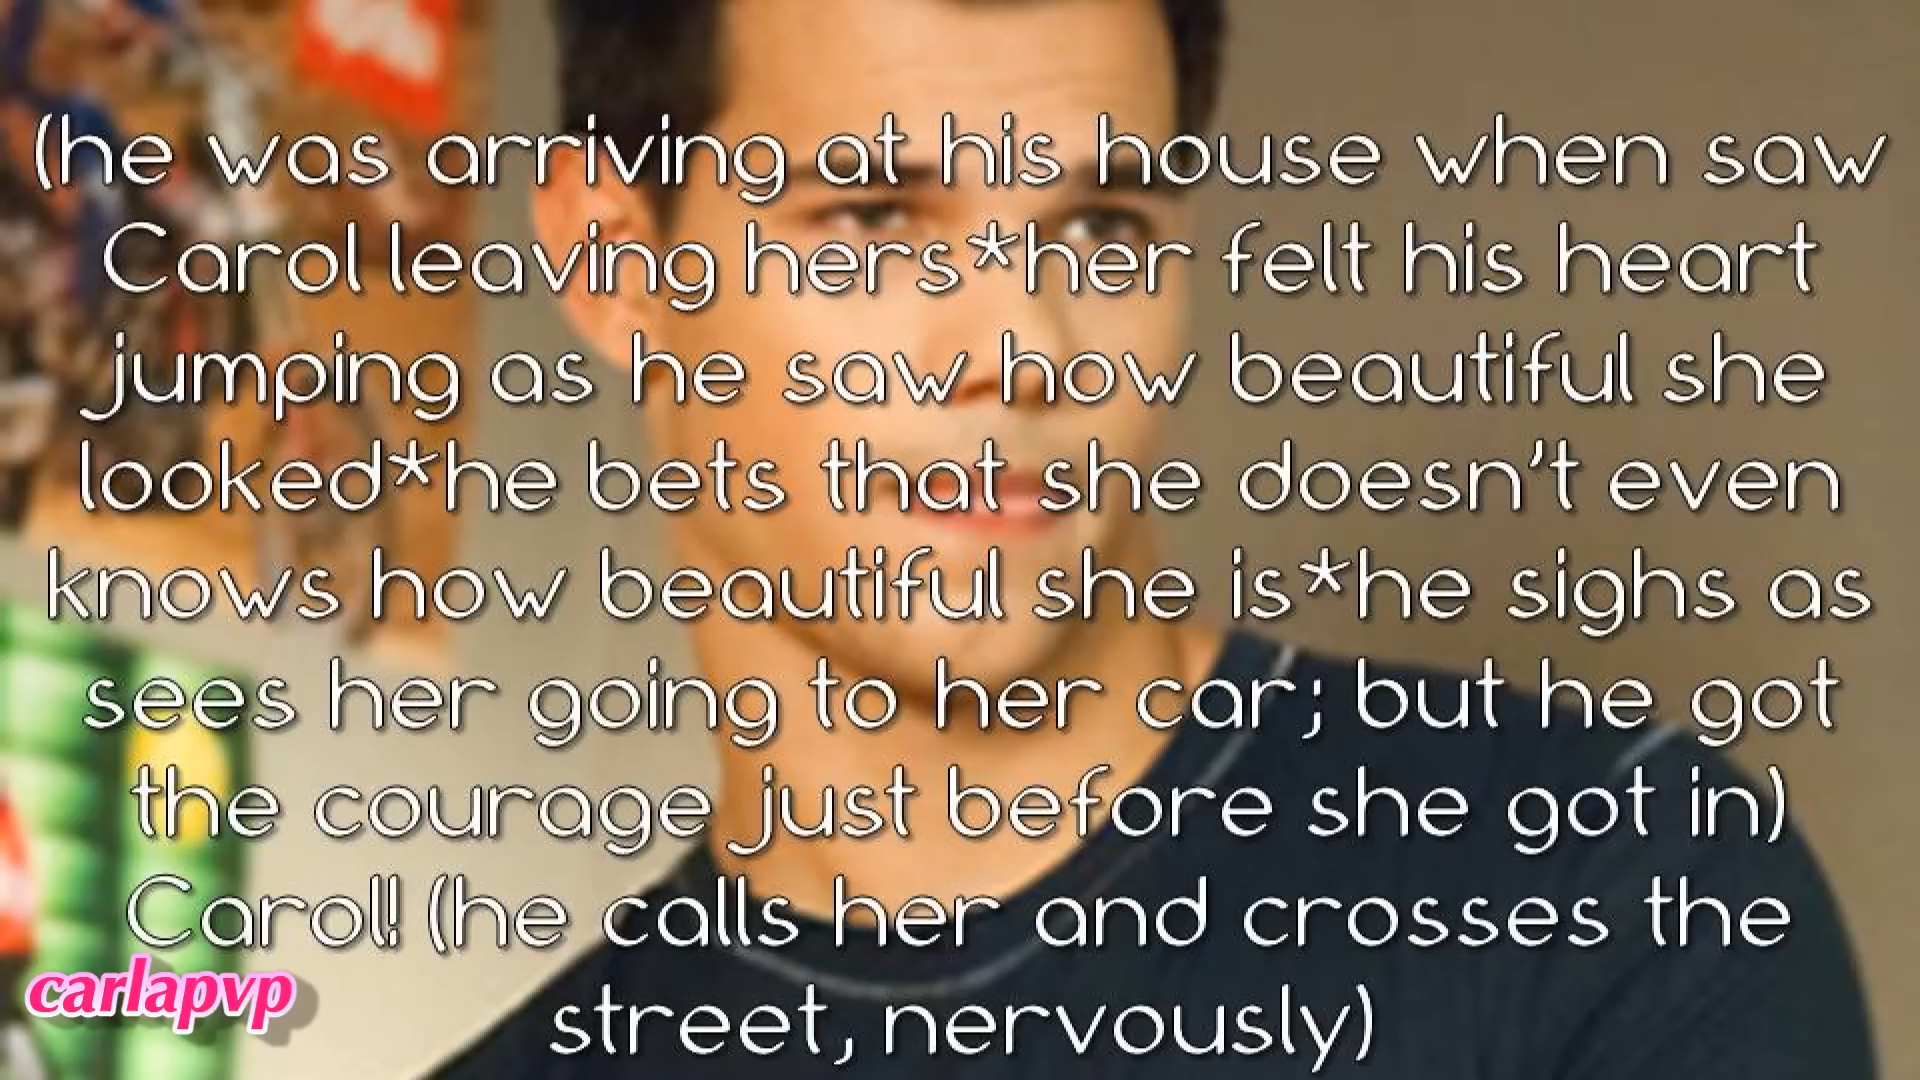 (he was arriving at his house when saw
Carol leaving hers*her felt his heart
jumping as he saw how beautiful she
looked*he bets that she doesn't even
knows how beautiful she is*he sighs as
sees her going to her car; but he got
the courage just before she got in)
Carol! (he calls her and crosses the
street, nervously)
carlapvp